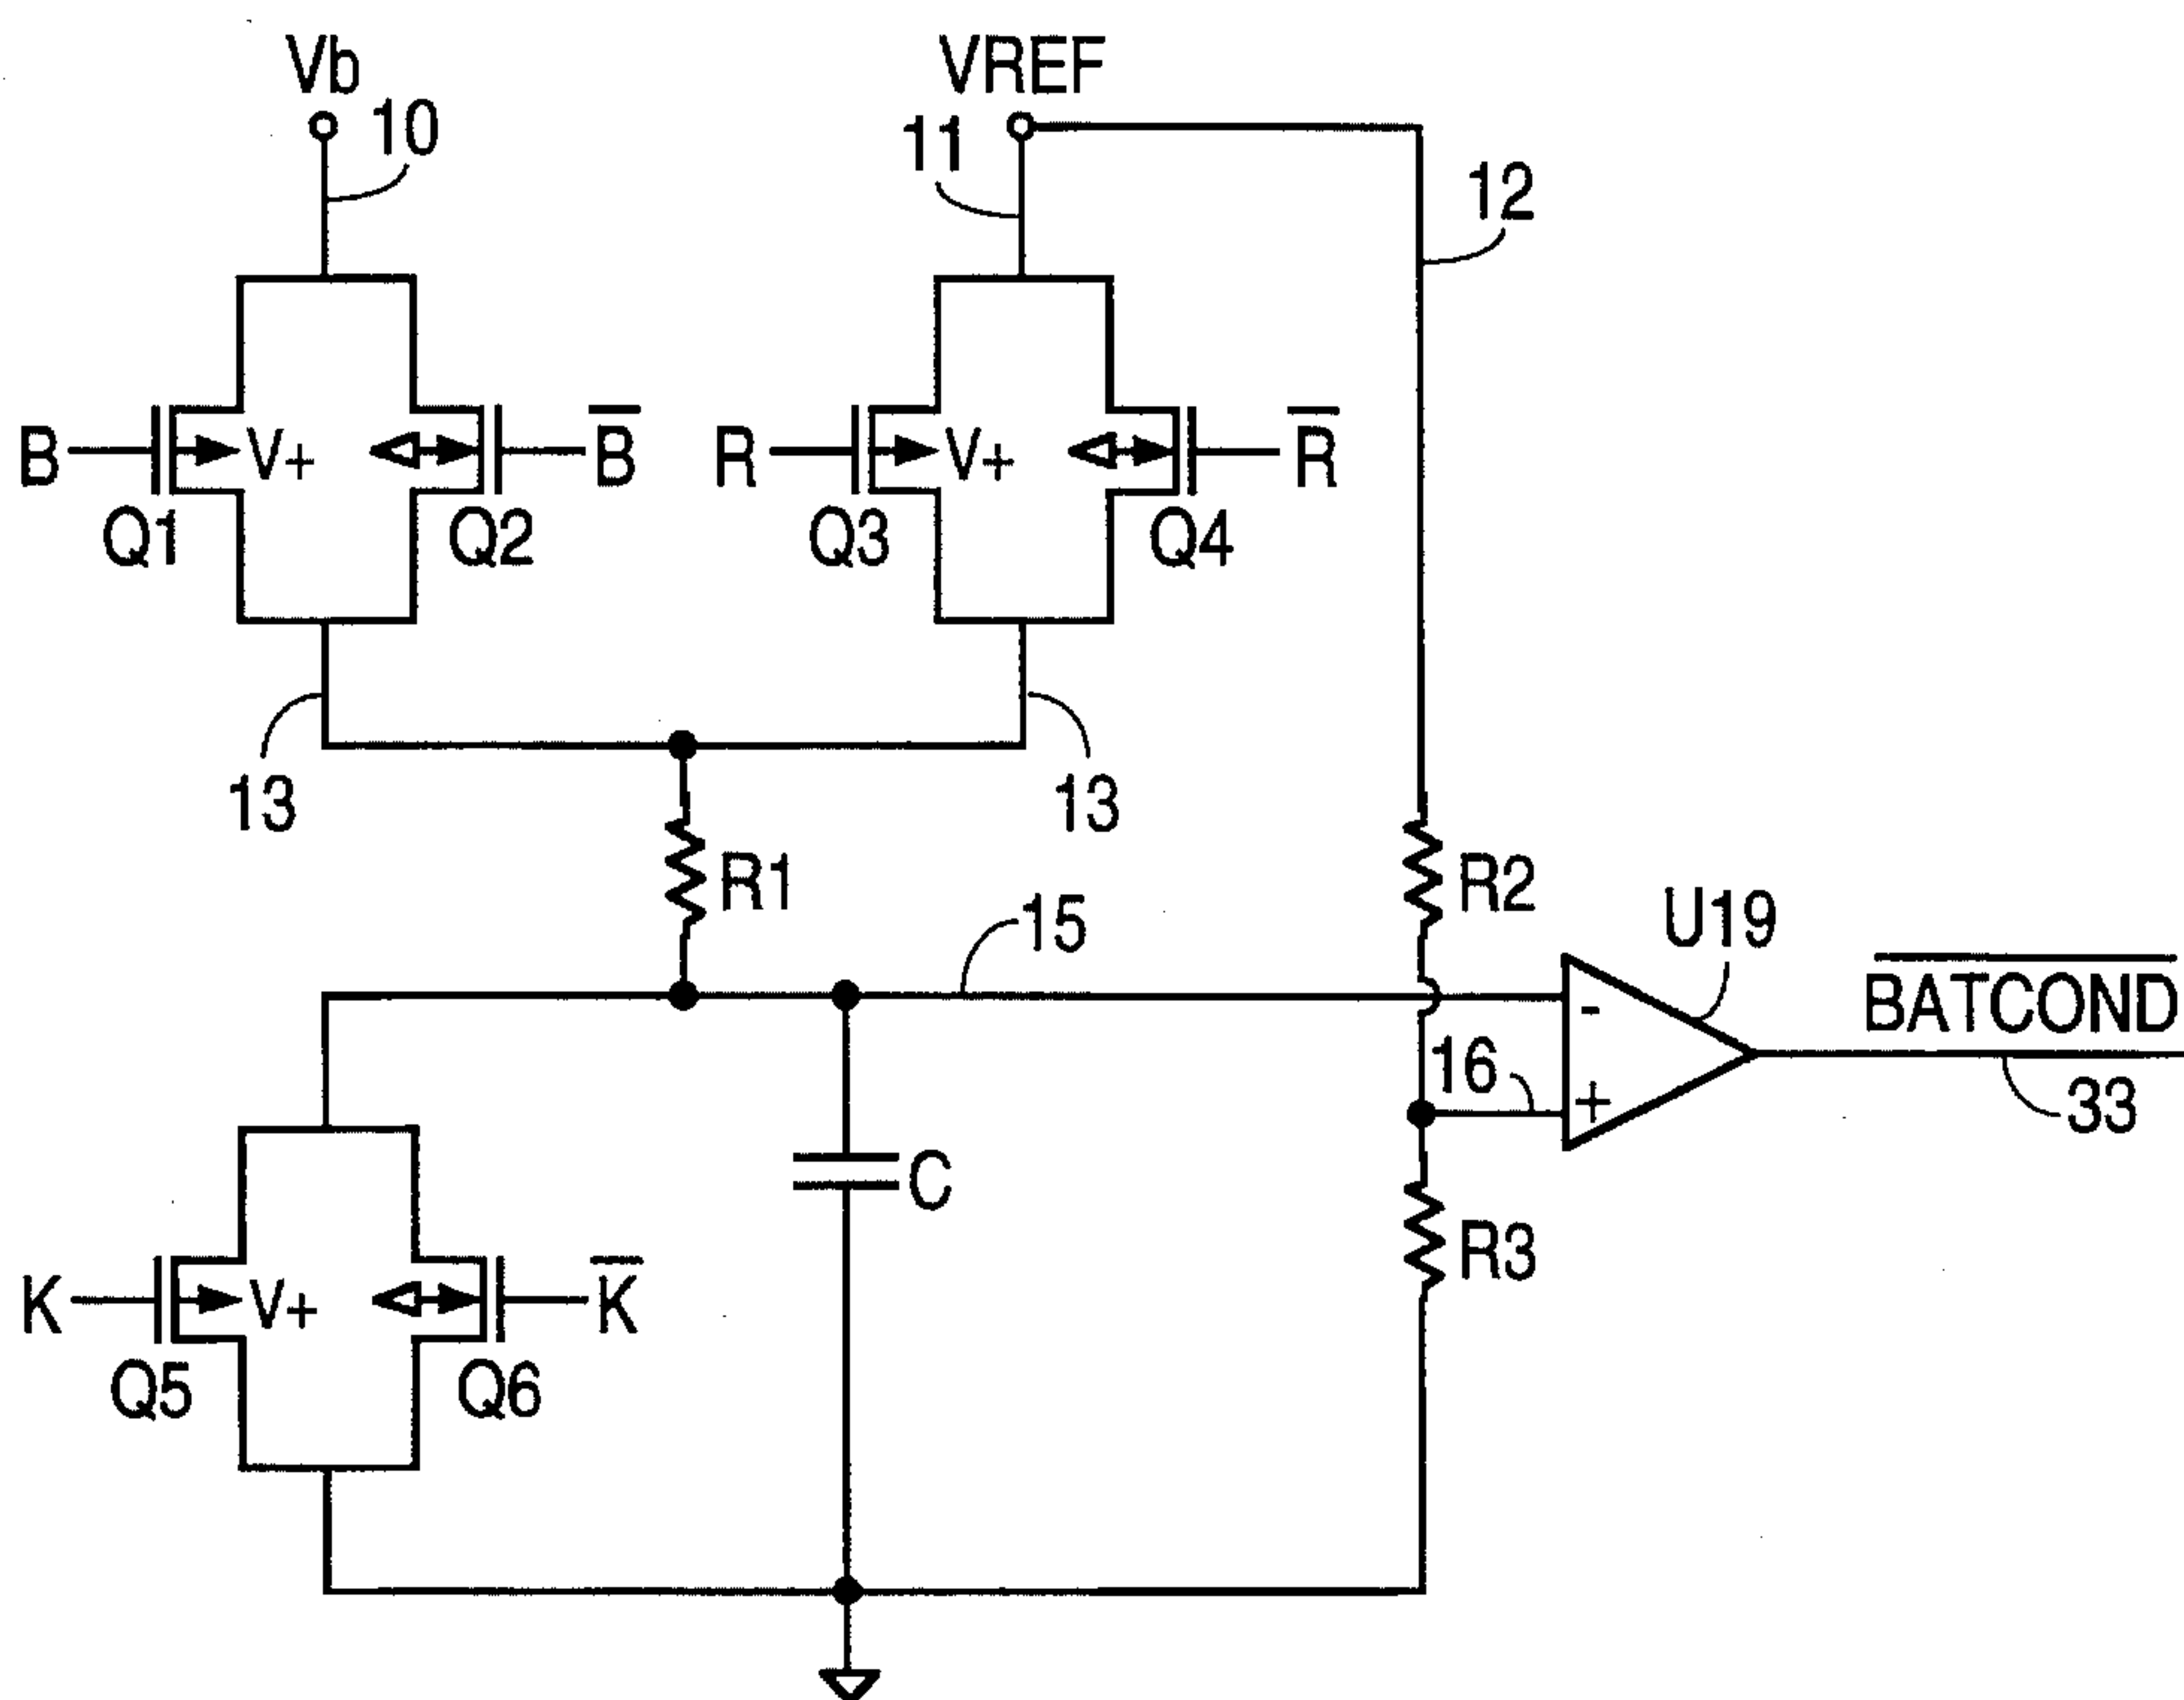 Vb
VREF
10
11
12
B
V+
B̅
R
V+
R̅
Q1
Q2
Q3
Q4
13
13
R1
R2
15
U19
-
B̅A̅T̅C̅O̅N̅D̅
16
+
33
C
R3
K
V+
K̅
Q5
Q6